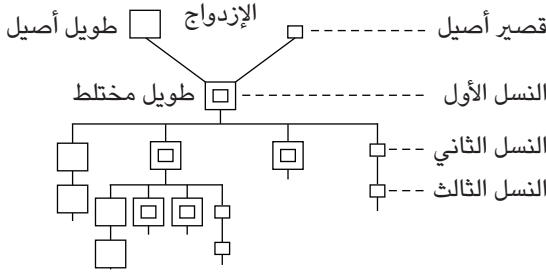 طويل أصيل
الإزدواج
قصير أصيل
طويل مختلط
النسل الأول
النسل الثاني
النسل الثالث